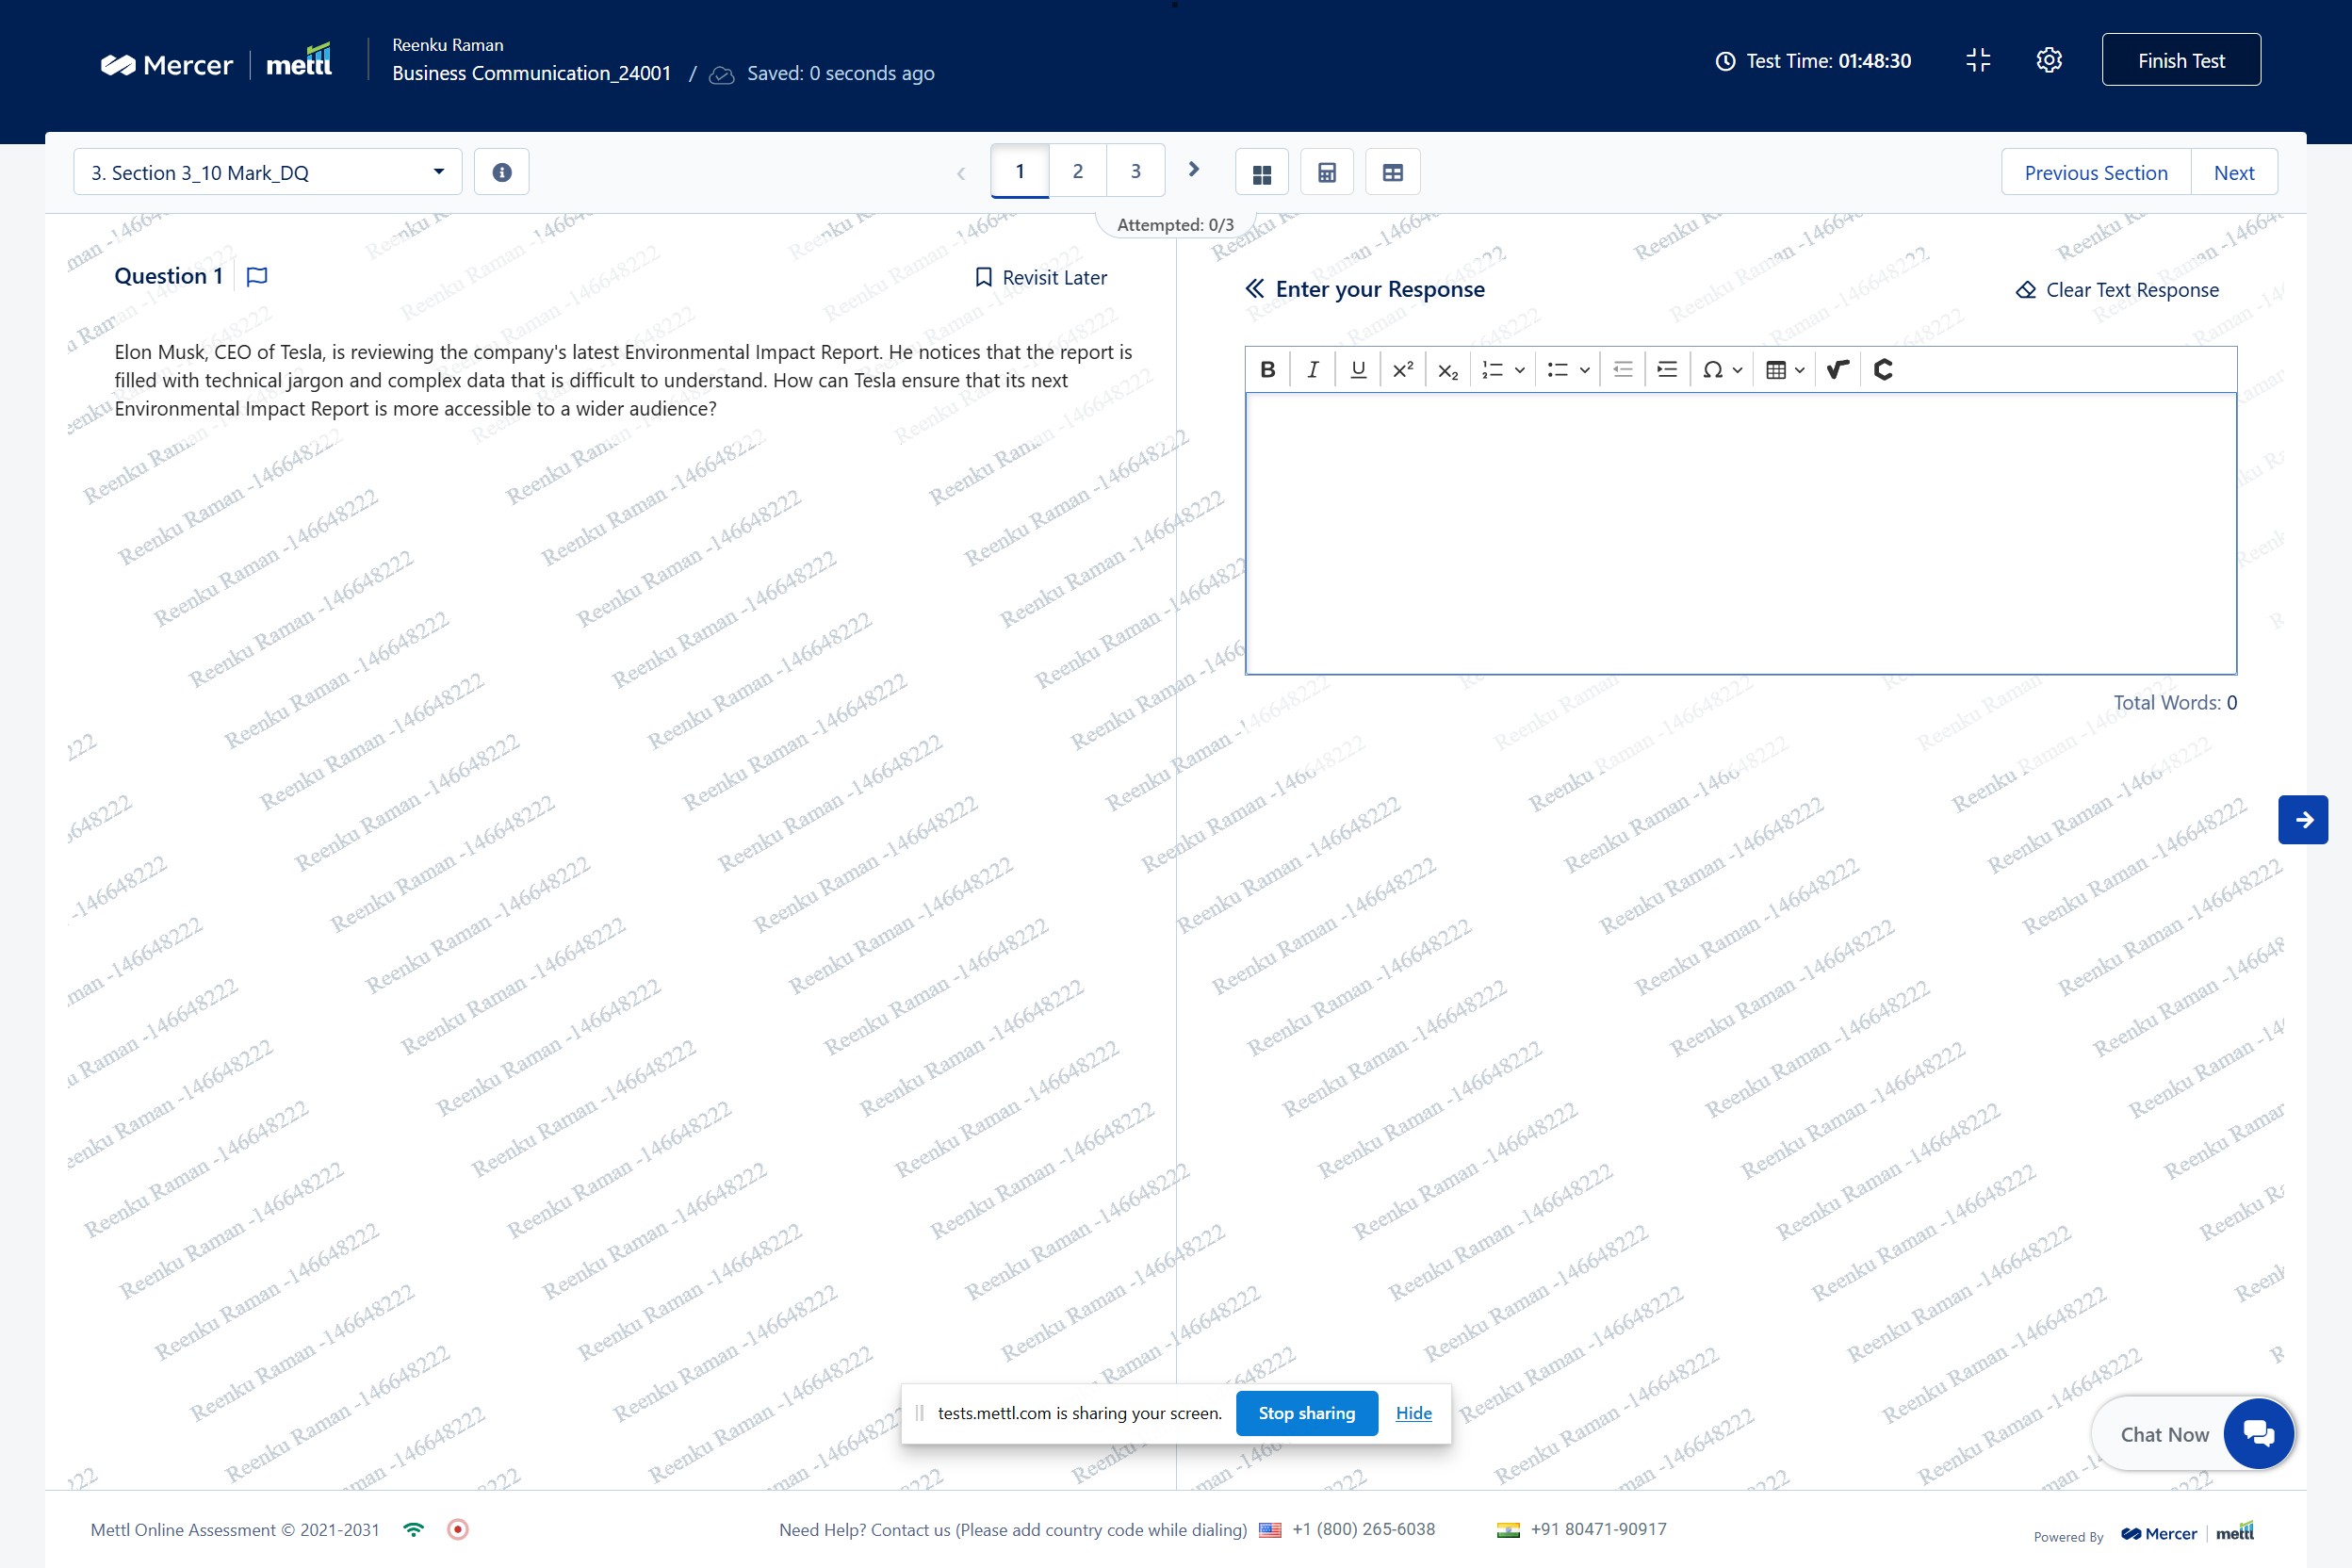 Mercer | mettl
Reenku Raman
Business Communication_24001 / Saved: 0 seconds ago
Test Time: 01:48:30
Finish Test
3. Section 3_10 Mark_DQ
1 2 3
Previous Section
Next
Attempted: 0/3
Question 1
Revisit Later
Elon Musk, CEO of Tesla, is reviewing the company's latest Environmental Impact Report. He notices that the report is
filled with technical jargon and complex data that is difficult to understand. How can Tesla ensure that its next
Environmental Impact Report is more accessible to a wider audience?
Enter your Response
Clear Text Response
B I U x² x₂
Total Words: 0
Reenku Raman -146648222
tests.mettl.com is sharing your screen.
Stop sharing
Hide
Chat Now
Mettl Online Assessment © 2021-2031
Need Help? Contact us (Please add country code while dialing) +1 (800) 265-6038 +91 80471-90917
Powered By Mercer | mettl